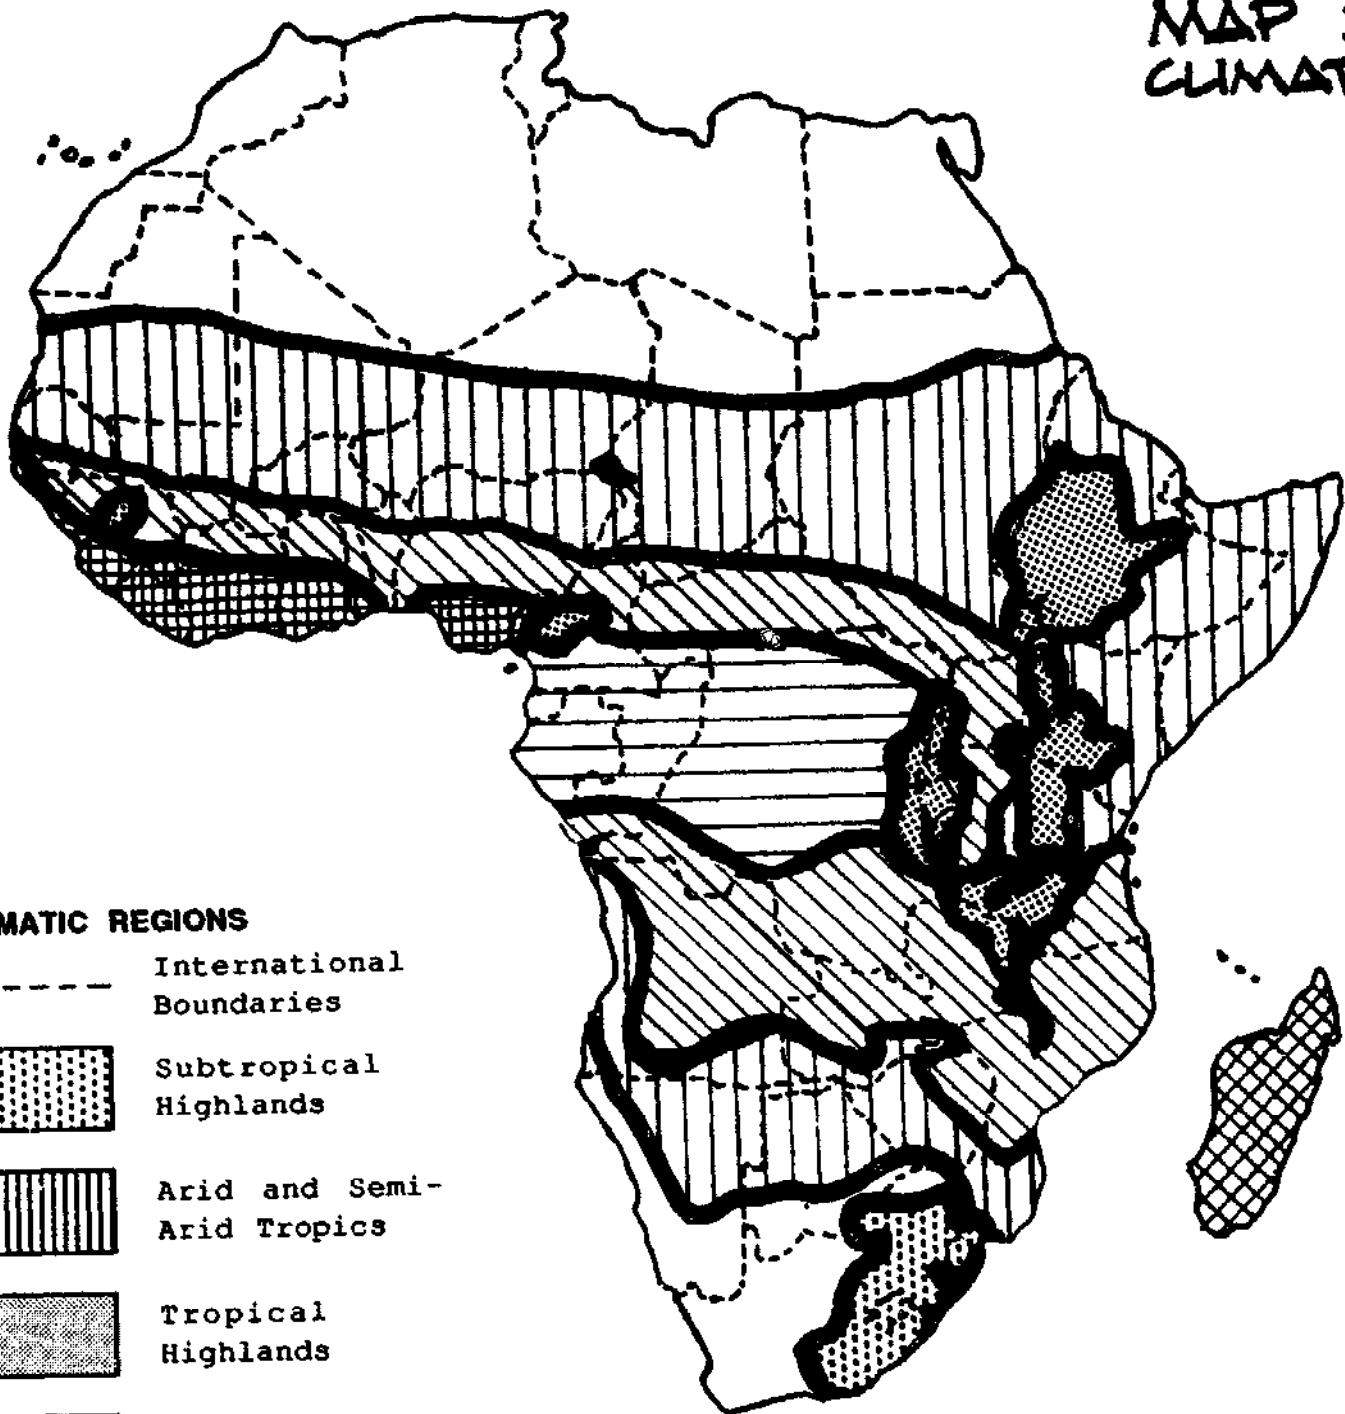 MAP
CLIMAT
MATIC REGIONS
International
Boundaries
Subtropical
Highlands
Arid and Semi-
Arid Tropics
Tropical
Highlands